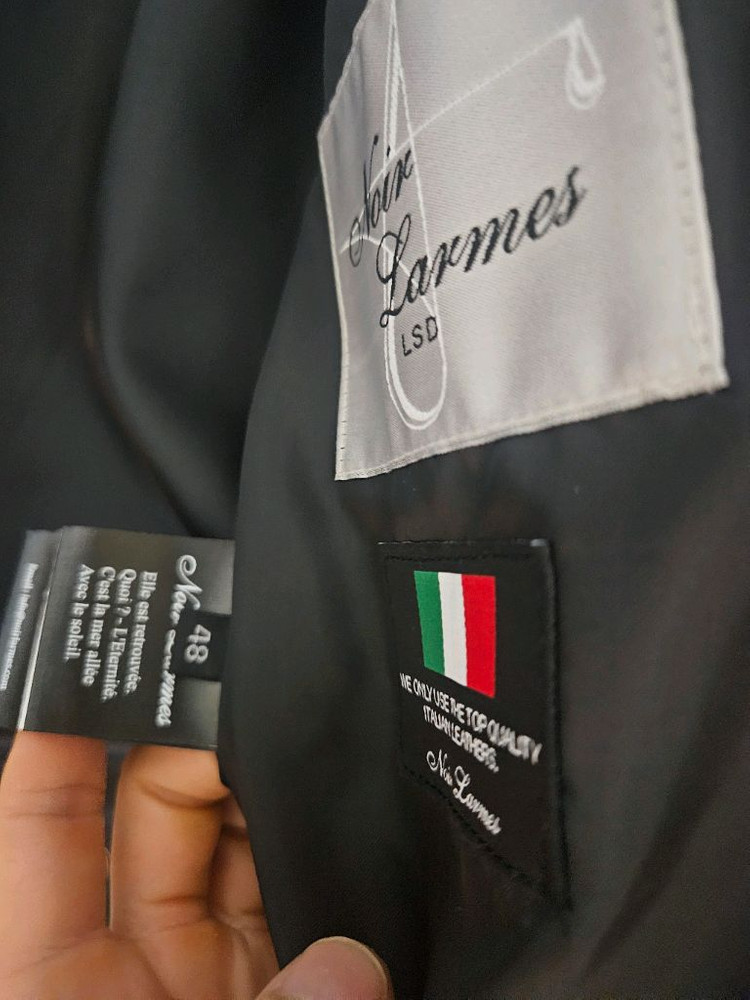 Noir
Larmes
LSD
WE ONLY USE THE TOP QUALITY
ITALIAN LEATHERS.
Noir Larmes
48
Elle est retrouvée.
Quoi ? - L'Eternité.
C'est la mer allée
Avec le soleil.